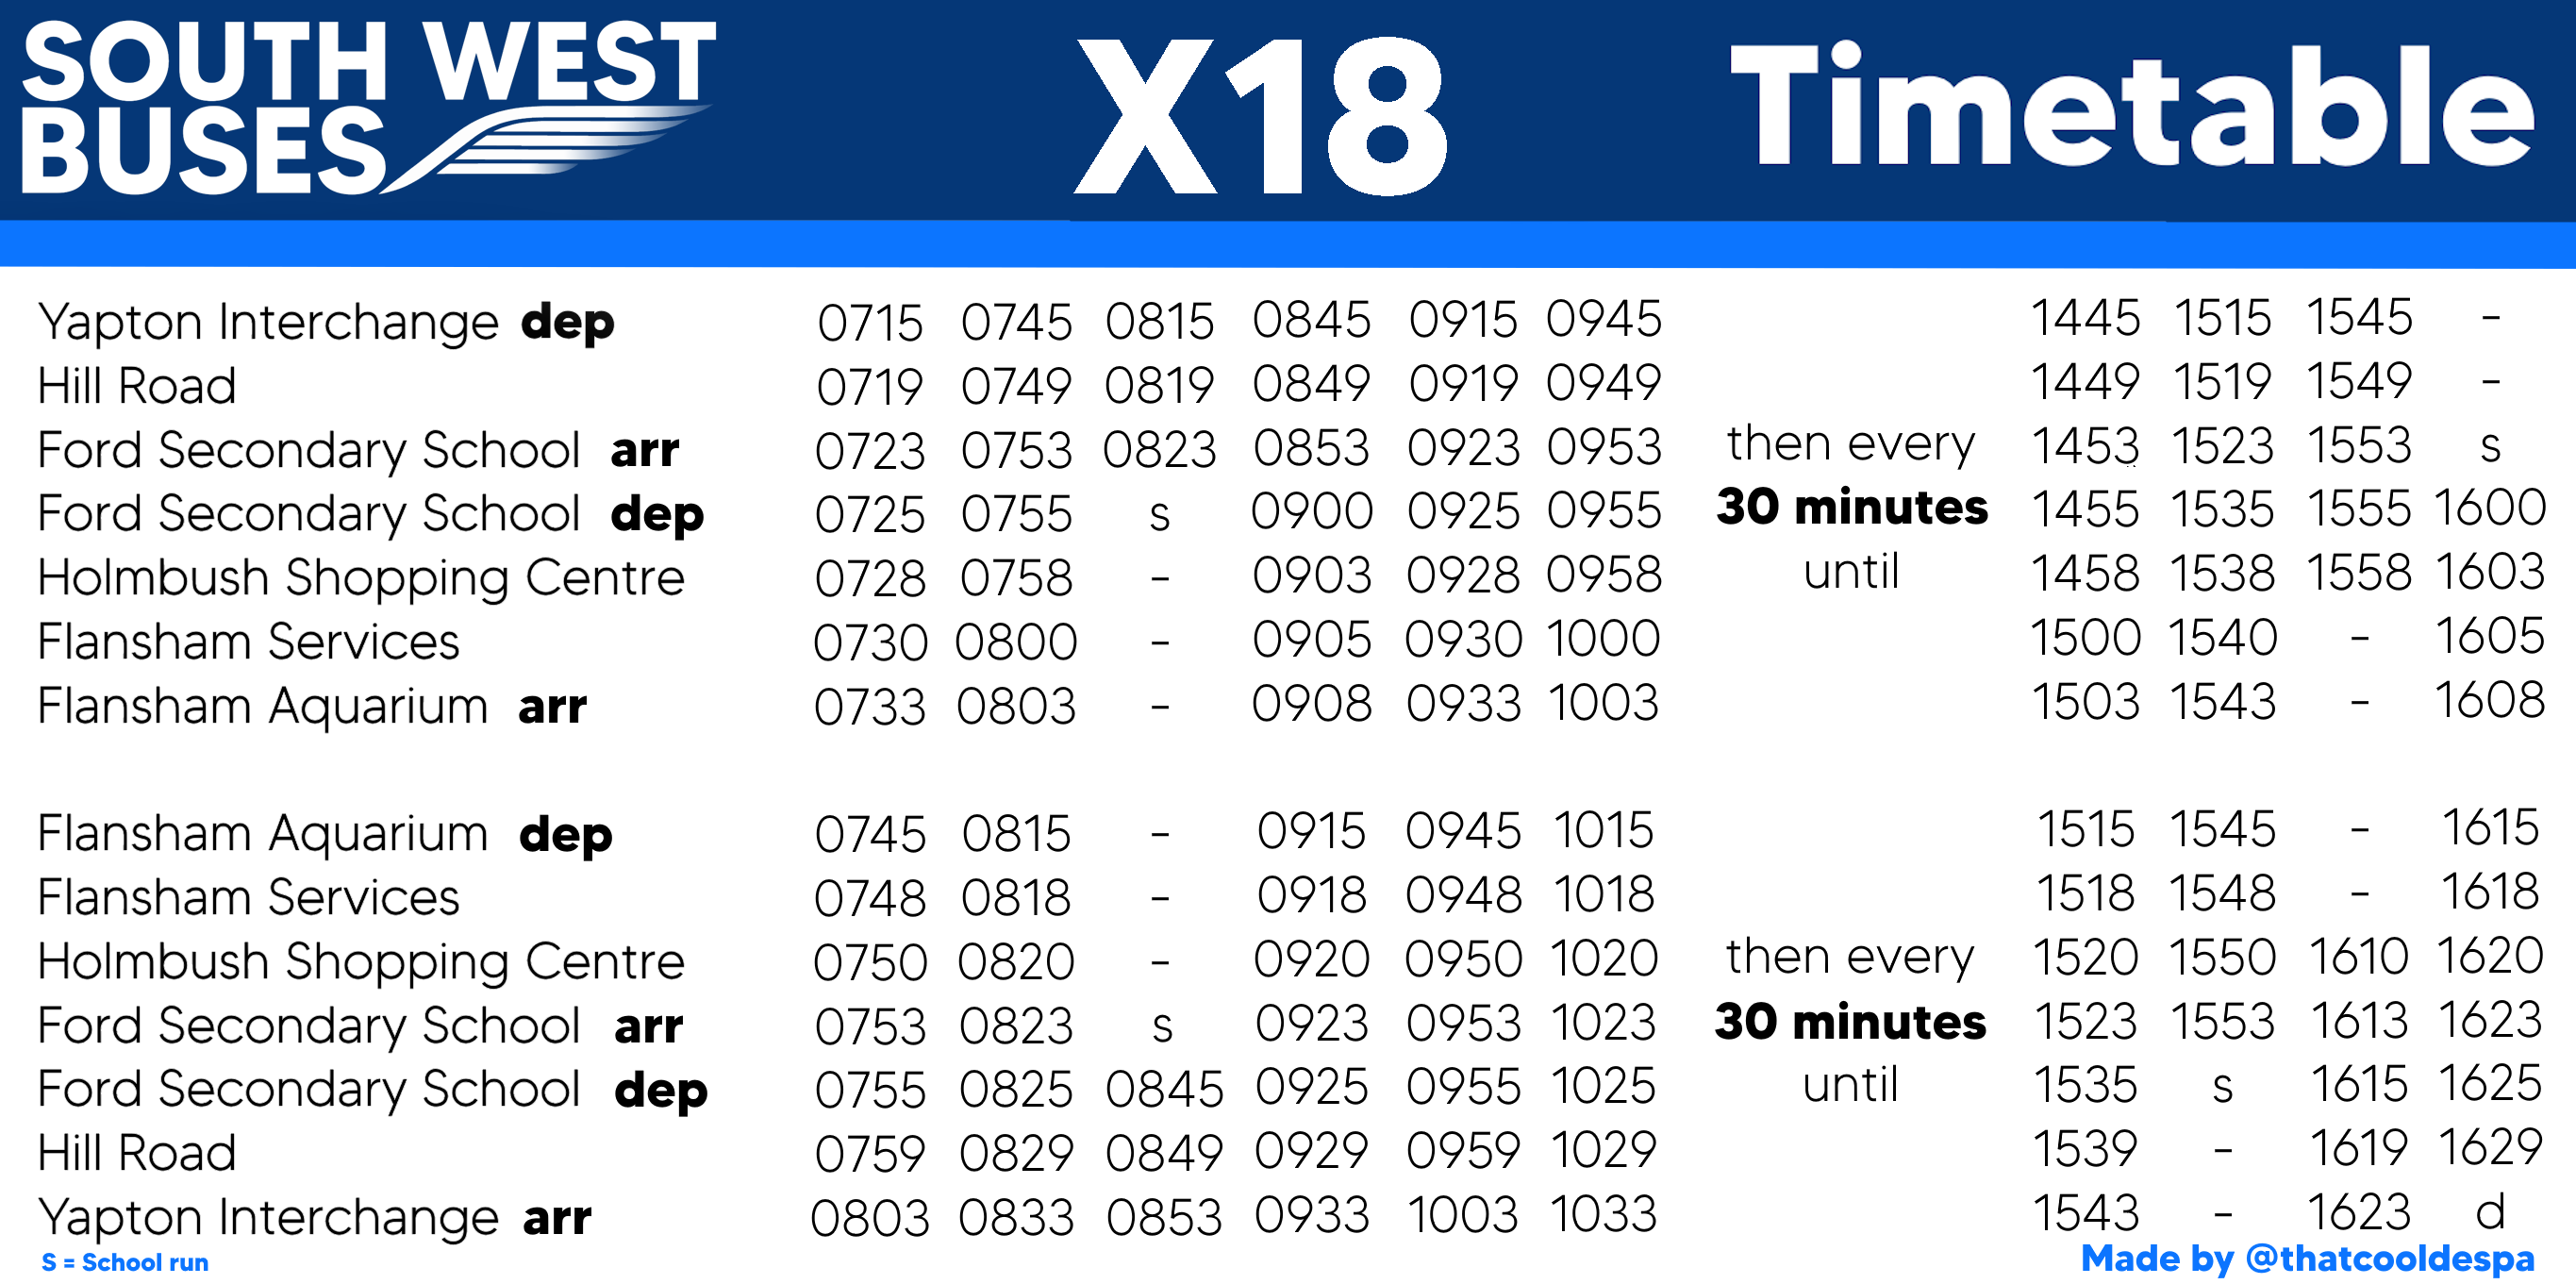 SOUTH WEST
BUSES
X18
Timetable
Yapton Interchange dep 0715 0745 0815 0845 0915 0945 1445 1515 1545 -
Hill Road 0719 0749 0819 0849 0919 0949 1449 1519 1549 -
Ford Secondary School arr 0723 0753 0823 0853 0923 0953 then every 1453 1523 1553 s
Ford Secondary School dep 0725 0755 s 0900 0925 0955 30 minutes 1455 1535 1555 1600
Holmbush Shopping Centre 0728 0758 - 0903 0928 0958 until 1458 1538 1558 1603
Flansham Services 0730 0800 - 0905 0930 1000 1500 1540 - 1605
Flansham Aquarium arr 0733 0803 - 0908 0933 1003 1503 1543 - 1608
Flansham Aquarium dep 0745 0815 - 0915 0945 1015 1515 1545 - 1615
Flansham Services 0748 0818 - 0918 0948 1018 1518 1548 - 1618
Holmbush Shopping Centre 0750 0820 - 0920 0950 1020 then every 1520 1550 1610 1620
Ford Secondary School arr 0753 0823 s 0923 0953 1023 30 minutes 1523 1553 1613 1623
Ford Secondary School dep 0755 0825 0845 0925 0955 1025 until 1535 s 1615 1625
Hill Road 0759 0829 0849 0929 0959 1029 1539 - 1619 1629
Yapton Interchange arr 0803 0833 0853 0933 1003 1033 1543 - 1623 d
S = School run
Made by @thatcooldespa